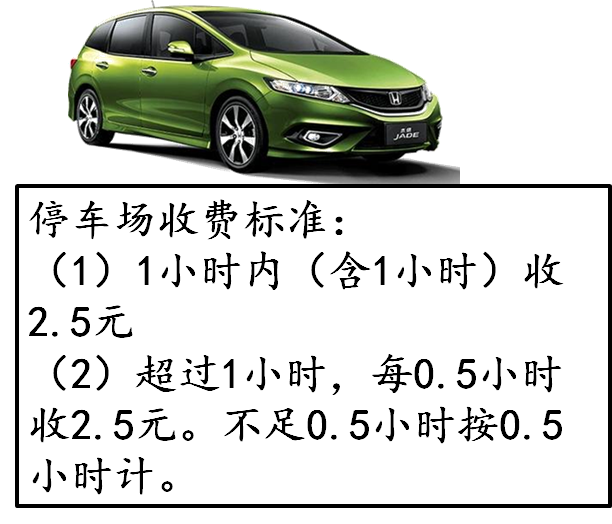 杰德
JADE
停车场收费标准：
（1）1小时内（含1小时）收
2.5元
（2）超过1小时，每0.5小时
收2.5元。不足0.5小时按0.5
小时计。